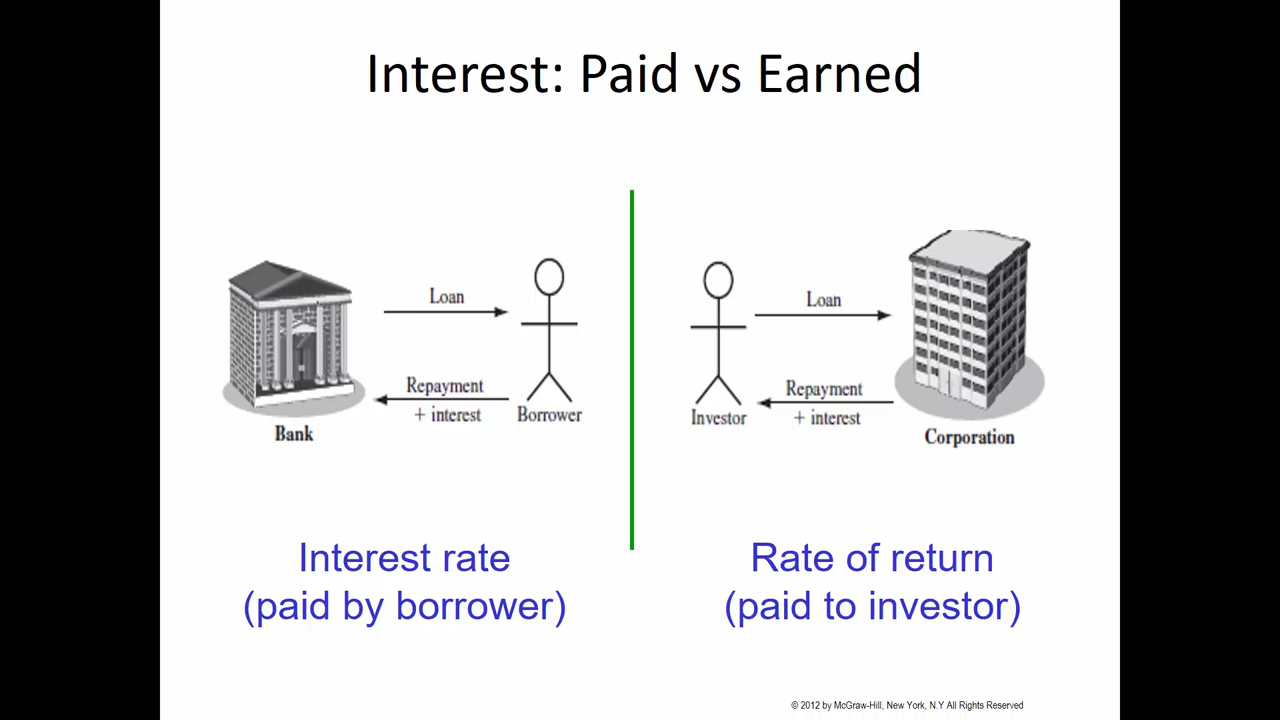 Interest: Paid vs Earned
Loan
Repayment
+ interest
Borrower
Bank
Loan
Repayment
+ interest
Investor
Corporation
Interest rate
(paid by borrower)
Rate of return
(paid to investor)
© 2012 by McGraw-Hill, New York, N.Y All Rights Reserved